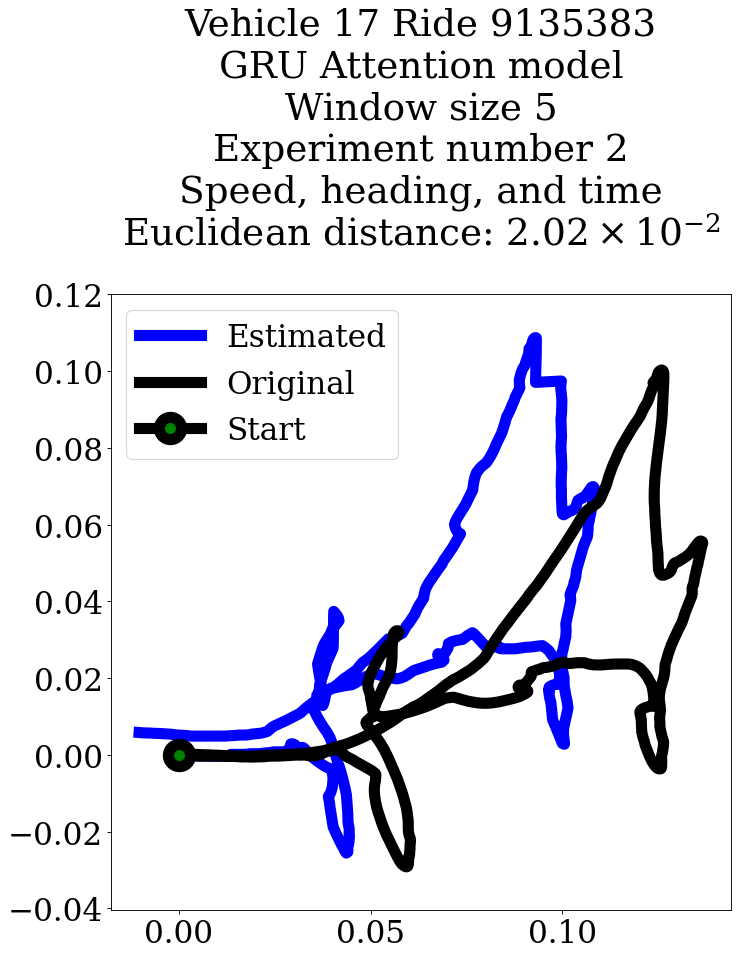 Vehicle 17 Ride 9135383
GRU Attention model
Window size 5
Experiment number 2
Speed, heading, and time
Euclidean distance: 2.02 × 10⁻²
0.12
Estimated
0.10
Original
Start
0.08
0.06
0.04
0.02
0.00
−0.02
−0.04
0.00 0.05 0.10